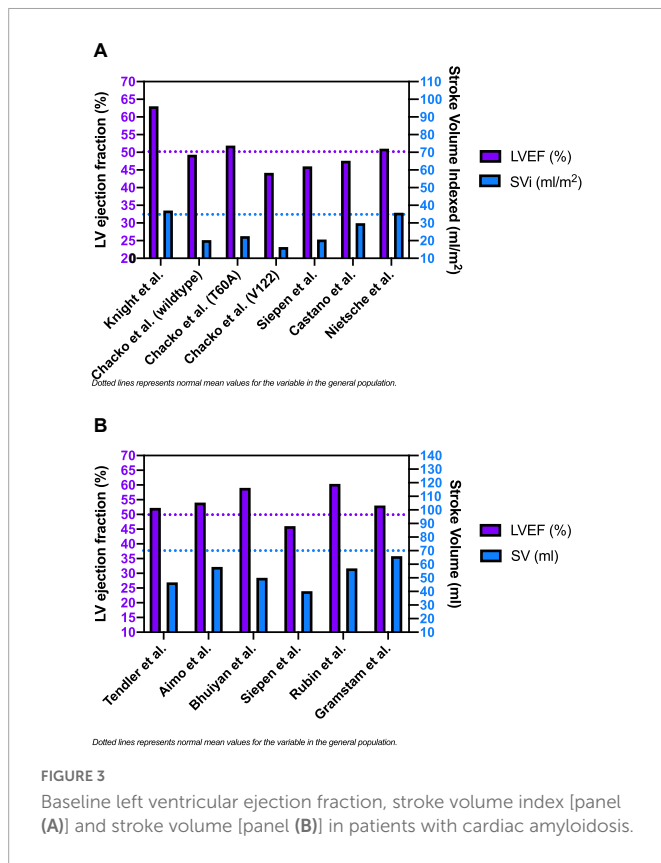 A
LV ejection fraction (%)
70
65
60
55
50
45
40
35
30
25
20
0
110
100
90
80
70
60
50
40
30
20
10
Stroke Volume Indexed (ml/m²)
LVEF (%)
SVi (ml/m²)
Knight et al.
Chacko et al. (wildtype)
Chacko et al. (T60A)
Chacko et al. (V122)
Siepen et al.
Castano et al.
Nietsche et al.
Dotted lines represents normal mean values for the variable in the general population.
B
LV ejection fraction (%)
70
65
60
55
50
45
40
35
30
25
20
15
10
140
130
120
110
100
90
80
70
60
50
40
30
20
10
Stroke Volume (ml)
LVEF (%)
SV (ml)
Tendler et al.
Aimo et al.
Bhuiyan et al.
Siepen et al.
Rubin et al.
Gramstam et al.
Dotted lines represents normal mean values for the variable in the general population.
FIGURE 3
Baseline left ventricular ejection fraction, stroke volume index [panel
(A)] and stroke volume [panel (B)] in patients with cardiac amyloidosis.